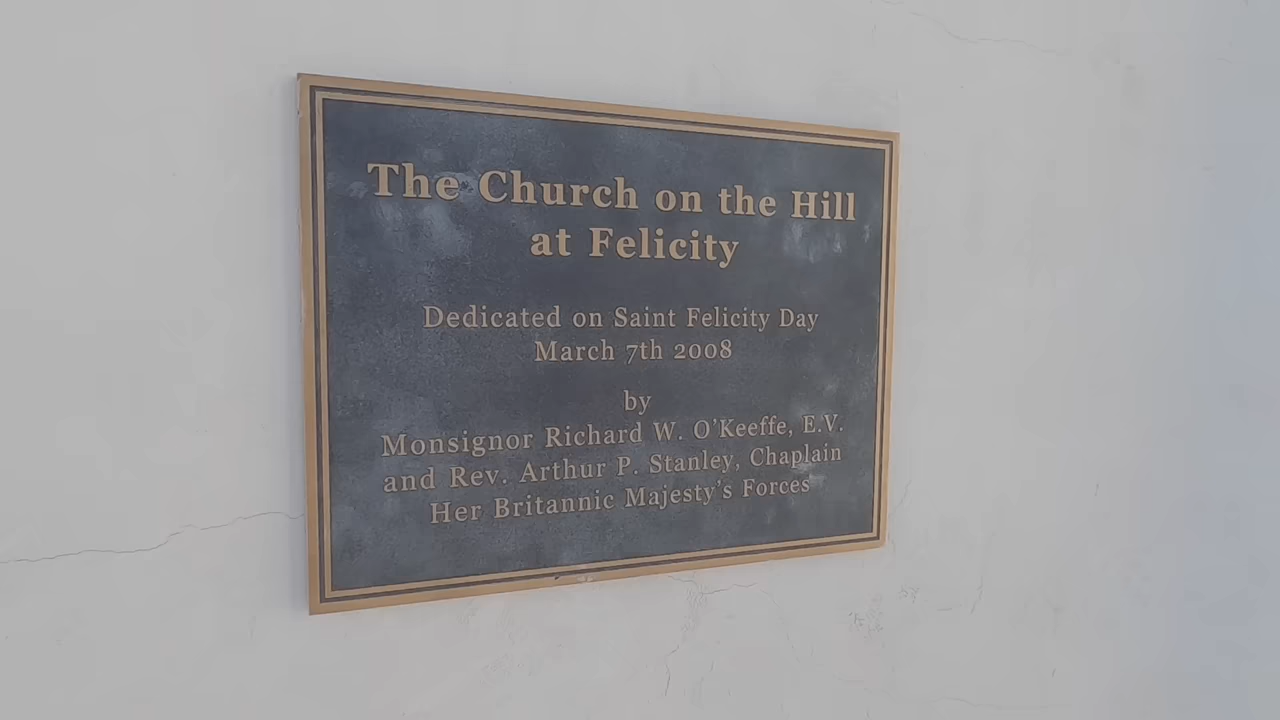 The Church on the Hill
at Felicity
Dedicated on Saint Felicity Day
March 7th 2008
by
Monsignor Richard W. O'Keeffe, E.V.
and Rev. Arthur P. Stanley, Chaplain
Her Britannic Majesty's Forces